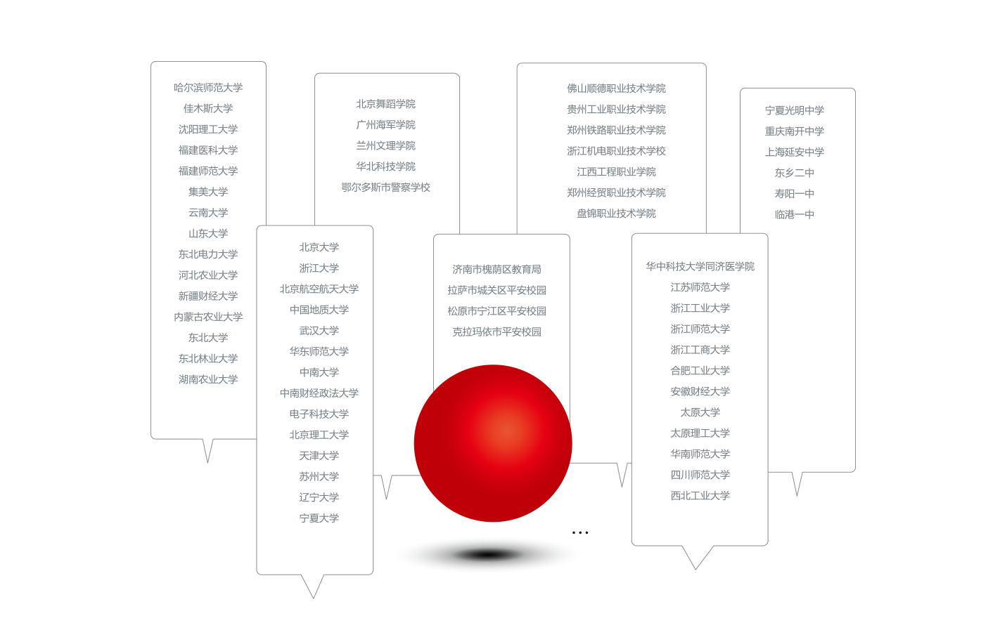 哈尔滨师范大学
佳木斯大学
沈阳理工大学
福建医科大学
福建师范大学
集美大学
云南大学
山东大学
东北电力大学
河北农业大学
新疆财经大学
内蒙古农业大学
东北大学
东北林业大学
湖南农业大学
北京舞蹈学院
广州海军学院
兰州文理学院
华北科技学院
鄂尔多斯市警察学校
北京大学
浙江大学
北京航空航天大学
中国地质大学
武汉大学
华东师范大学
中南大学
中南财经政法大学
电子科技大学
北京理工大学
天津大学
苏州大学
辽宁大学
宁夏大学
济南市槐荫区教育局
拉萨市城关区平安校园
松原市宁江区平安校园
克拉玛依市平安校园
佛山顺德职业技术学院
贵州工业职业技术学院
郑州铁路职业技术学院
浙江机电职业技术学校
江西工程职业学院
郑州经贸职业技术学院
盘锦职业技术学院
华中科技大学同济医学院
江苏师范大学
浙江工业大学
浙江师范大学
浙江工商大学
合肥工业大学
安徽财经大学
太原大学
太原理工大学
华南师范大学
四川师范大学
西北工业大学
宁夏光明中学
重庆南开中学
上海延安中学
东乡二中
寿阳一中
临港一中
...